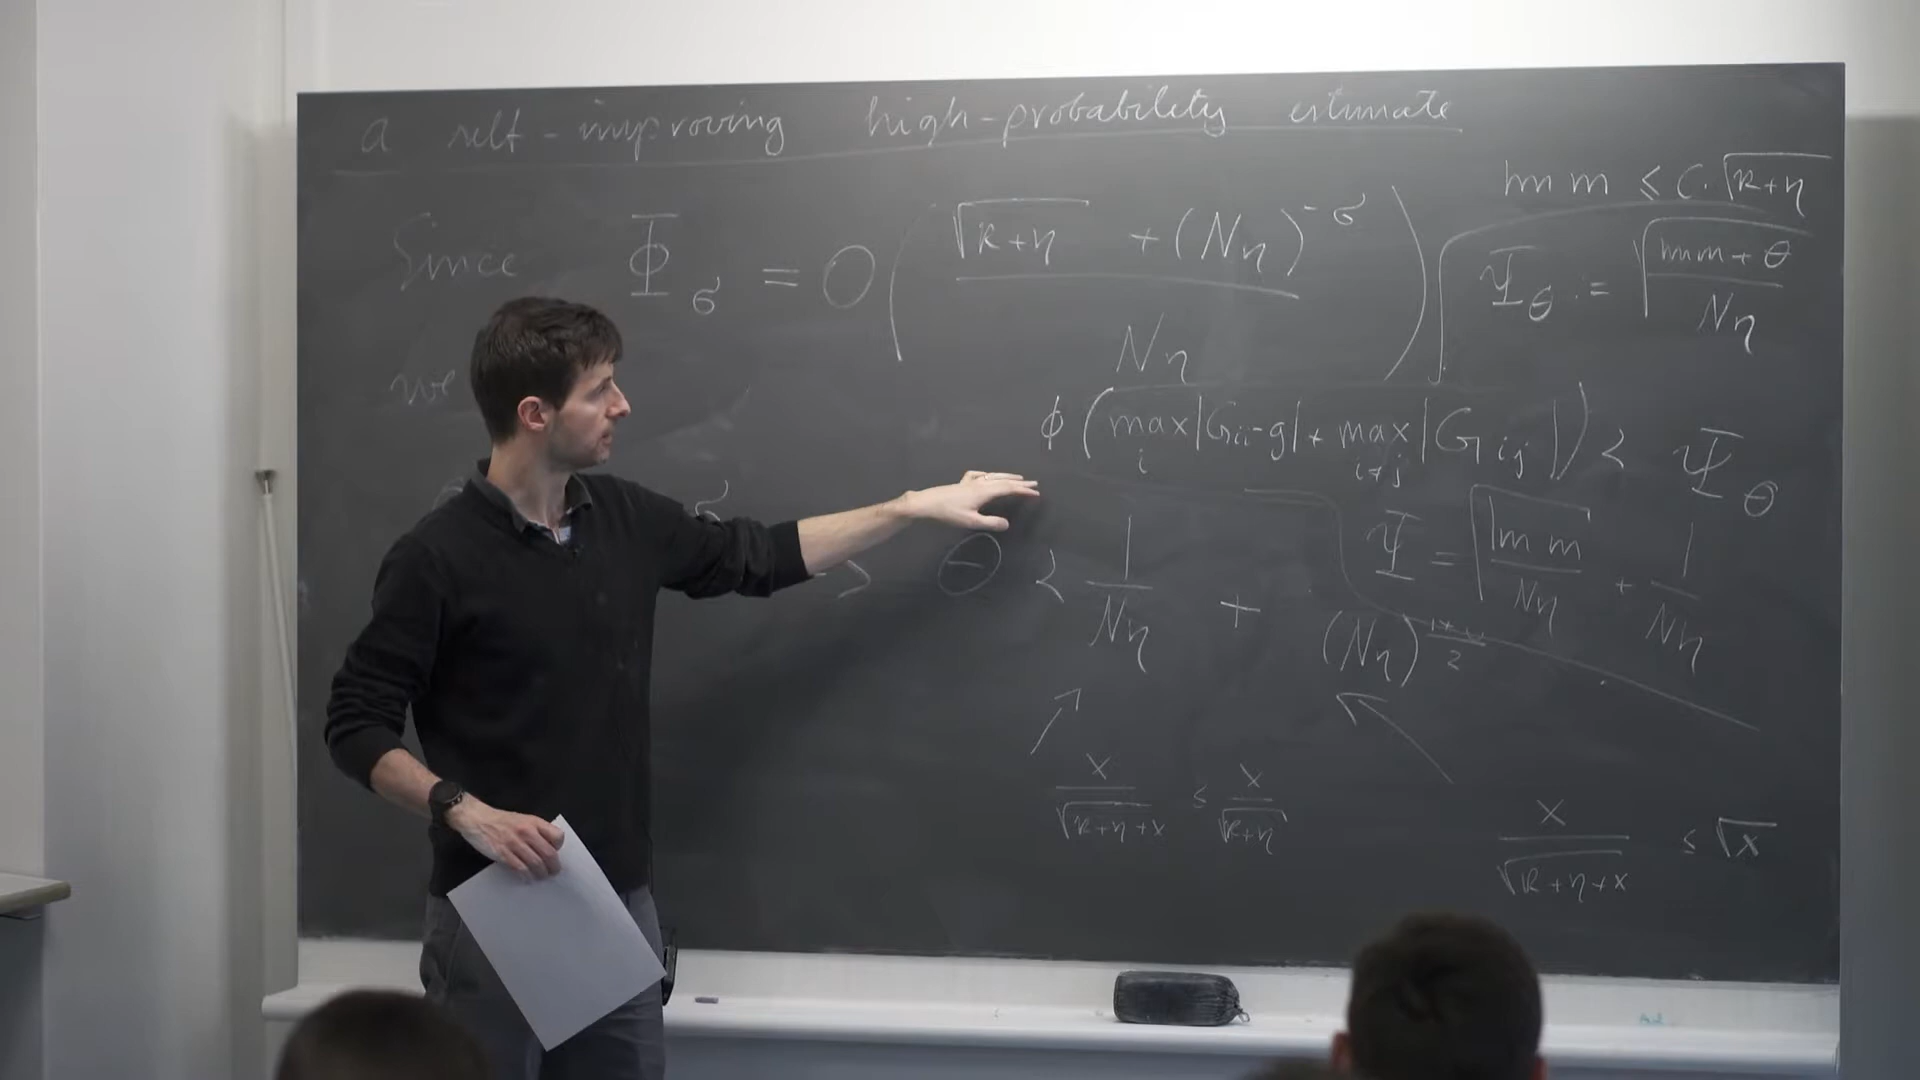 a self-improving high-probability estimate
Im m ≤ C·√(κ+η)
Since Φ_σ = O( (√(κ+η) + (Nη)^{-σ}) / Nη )
Ψ_θ := √((Im m + θ) / Nη)
we
ϕ( max_i |G_ii - g| + max_{i≠j} |G_ij| ) ≺ Ψ_θ
σ
Ψ = √(Im m / Nη) + 1/Nη
Θ ≺ 1/Nη + (Nη)
x/√(κ+η+x) ≤ x/√(κ+η)
x/√(κ+η+x) ≤ √x